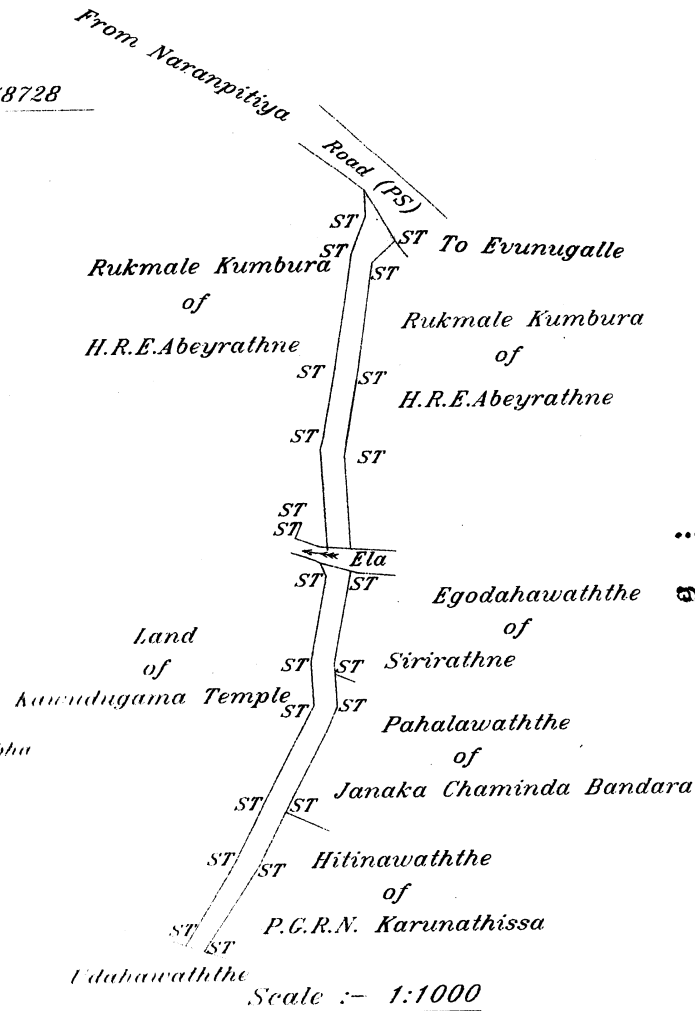 From Naranpitiya
8728
Road (PS)
ST
ST To Evunugalle
ST
ST
Rukmale Kumbura
of
H.R.E.Abeyrathne
Rukmale Kumbura
of
H.R.E.Abeyrathne
ST
ST
ST
ST
ST
ST
Ela
ST
ST
Egodahawaththe
of
Sirirathne
Land
of
Kawudugama Temple
ST
ST
ST
ST
Pahalawaththe
of
Janaka Chaminda Bandara
ST
ST
Hitinawaththe
of
P.G.R.N. Karunathissa
ST
ST
ST
ST
Udahawaththe
Scale :- 1:1000